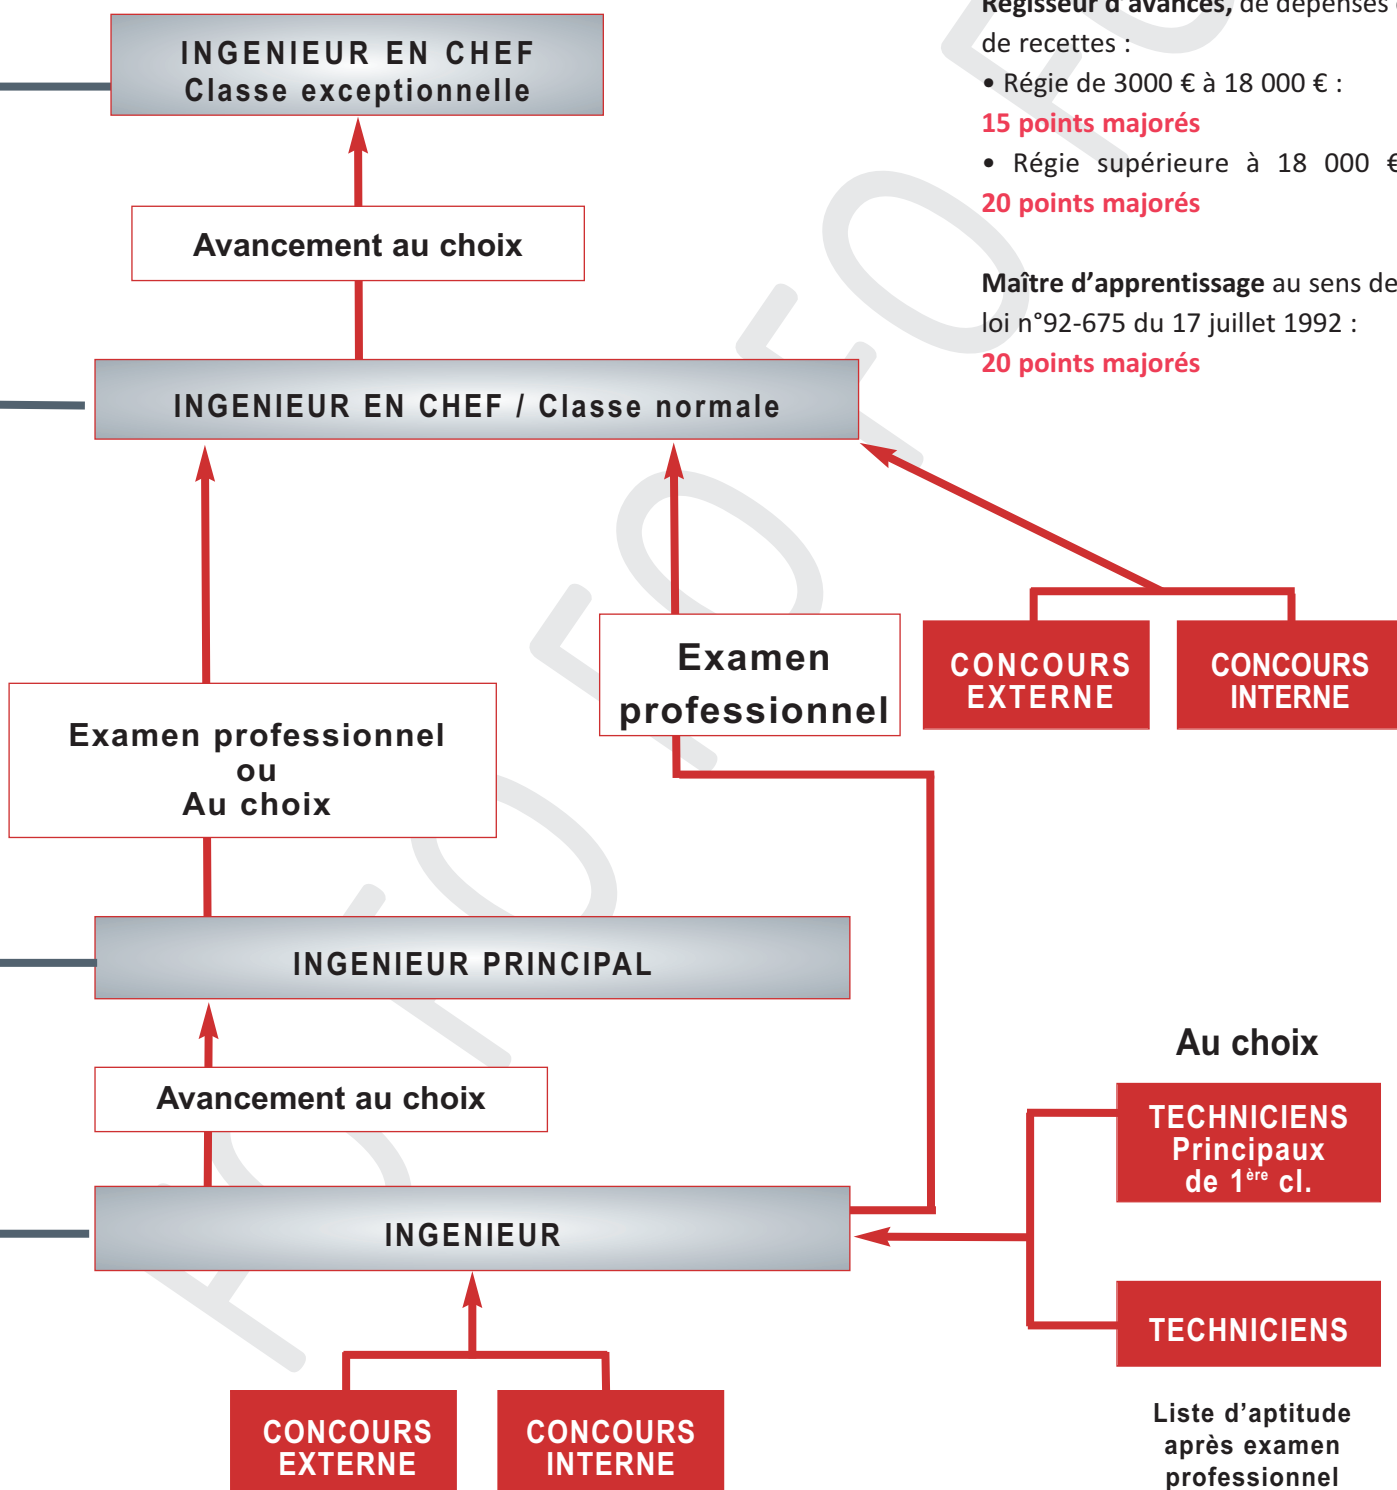 INGENIEUR EN CHEF
Classe exceptionnelle
Régisseur d'avances, de dépenses
de recettes :
• Régie de 3000 € à 18 000 € :
15 points majorés
• Régie supérieure à 18 000 €
20 points majorés
Maître d'apprentissage au sens de
loi n°92-675 du 17 juillet 1992 :
20 points majorés
Avancement au choix
INGENIEUR EN CHEF / Classe normale
Examen
professionnel
CONCOURS
EXTERNE
CONCOURS
INTERNE
Examen professionnel
ou
Au choix
INGENIEUR PRINCIPAL
Avancement au choix
Au choix
TECHNICIENS
Principaux
de 1ère cl.
INGENIEUR
TECHNICIENS
Liste d'aptitude
après examen
professionnel
CONCOURS
EXTERNE
CONCOURS
INTERNE
FO FO FO FO